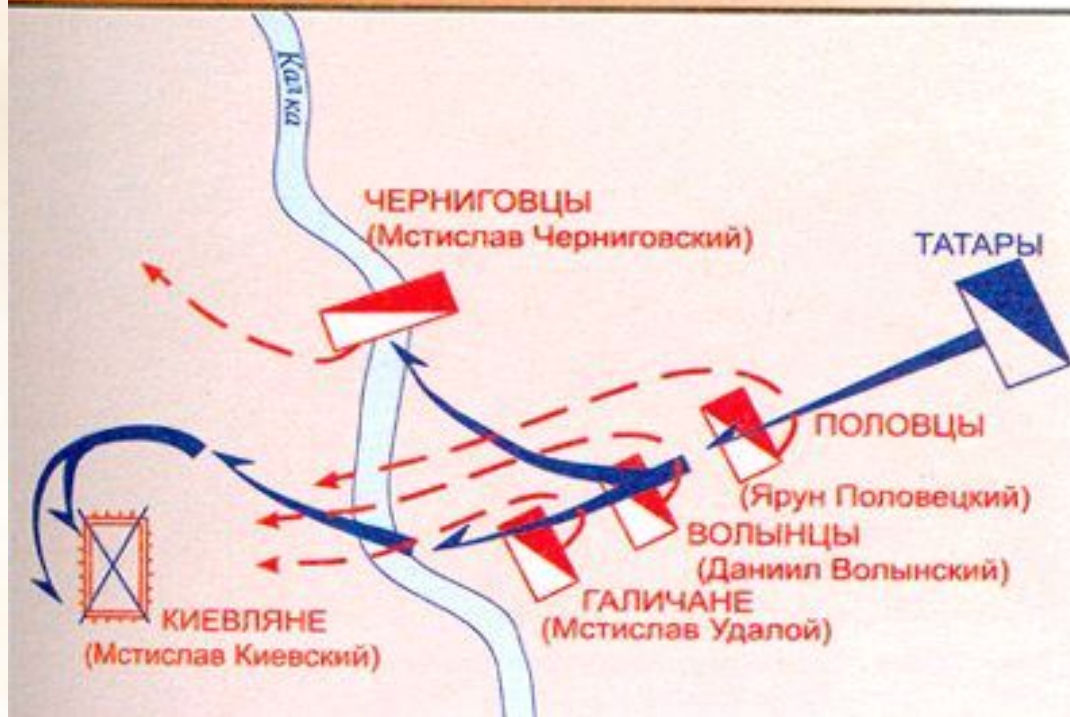 Калка
ЧЕРНИГОВЦЫ
(Мстислав Черниговский)
ТАТАРЫ
ПОЛОВЦЫ
(Ярун Половецкий)
ВОЛЫНЦЫ
(Даниил Волынский)
ГАЛИЧАНЕ
(Мстислав Удалой)
КИЕВЛЯНЕ
(Мстислав Киевский)